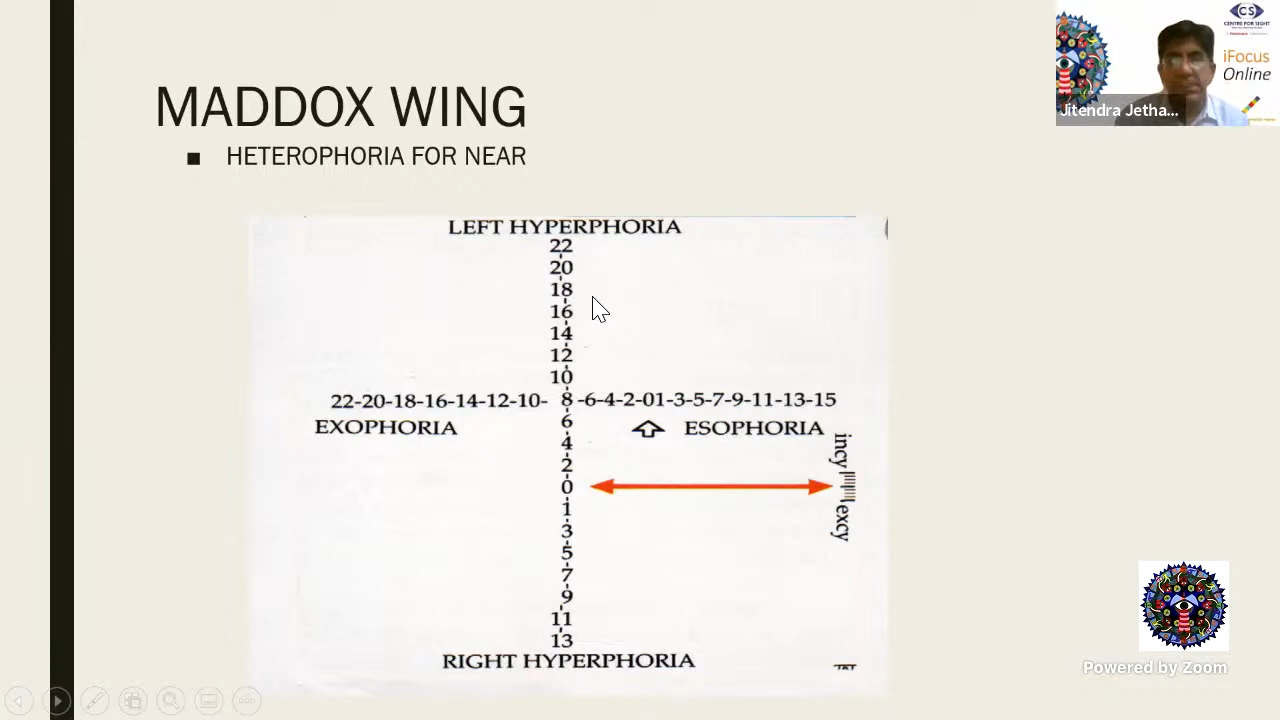 MADDOX WING
■ HETEROPHORIA FOR NEAR
CS
CENTRE FOR SIGHT
iFocus
Online
Jitendra Jetha...
LEFT HYPERPHORIA
22
20
18
16
14
12
10
22-20-18-16-14-12-10- 8 -6-4-2-01-3-5-7-9-11-13-15
6
EXOPHORIA
ESOPHORIA
4
2
0
1
3
5
7
9
11
13
incy
excy
RIGHT HYPERPHORIA
Powered by Zoom